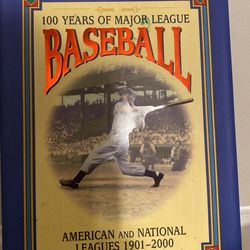 100 YEARS OF MAJOR LEAGUE
BASEBALL
AMERICAN AND NATIONAL
LEAGUES 1901–2000